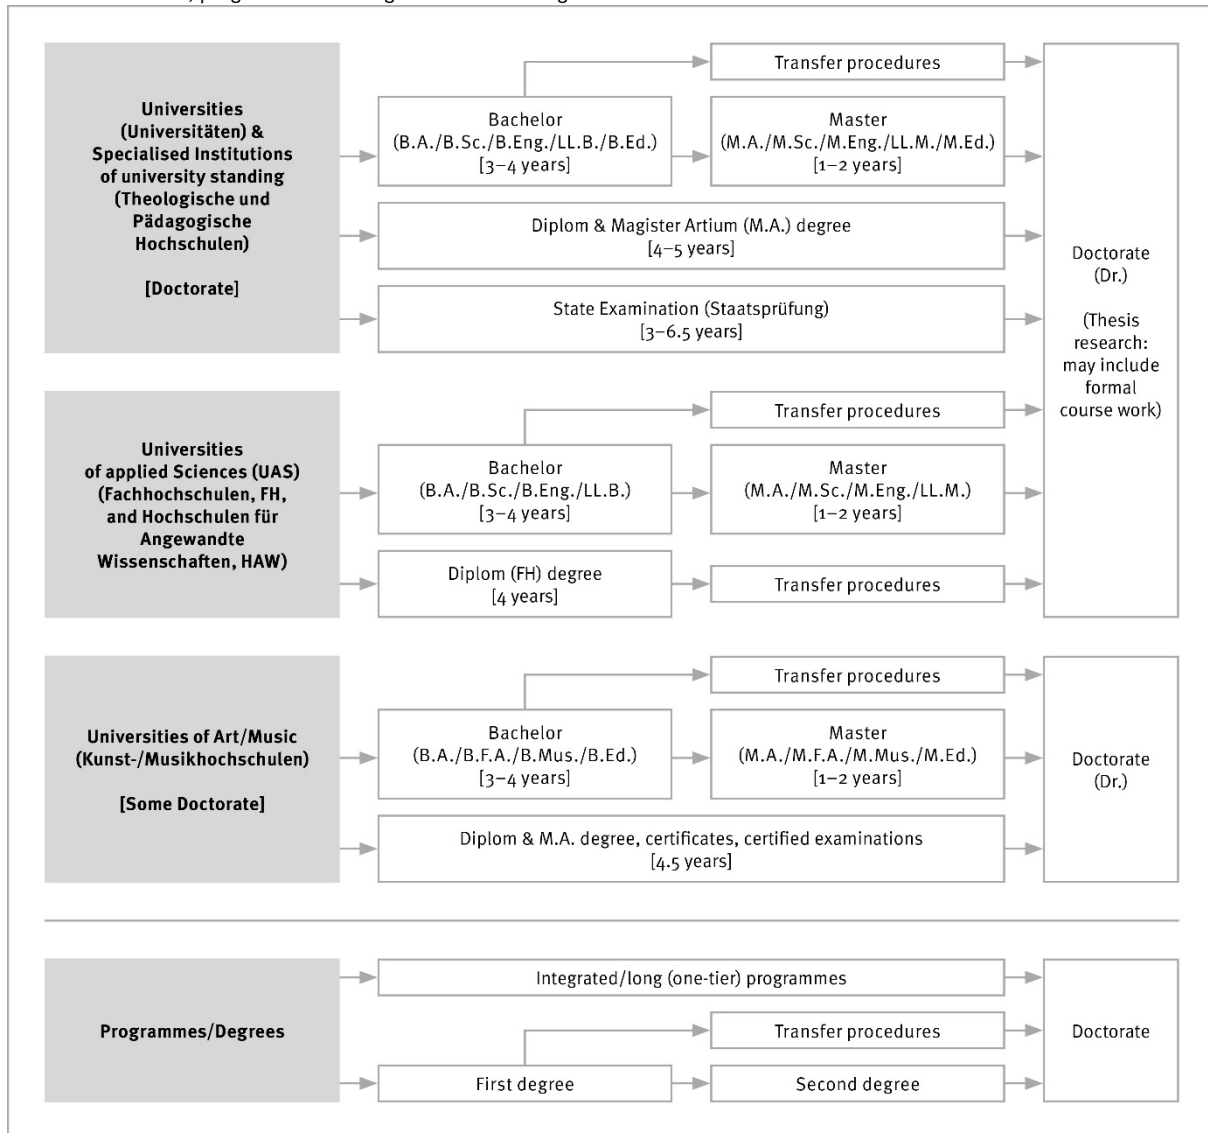 Universities
(Universitäten) &
Specialised Institutions
of university standing
(Theologische und
Pädagogische
Hochschulen)
[Doctorate]
Transfer procedures
Bachelor
(B.A./B.Sc./B.Eng./LL.B./B.Ed.)
[3–4 years]
Master
(M.A./M.Sc./M.Eng./LL.M./M.Ed.)
[1–2 years]
Diplom & Magister Artium (M.A.) degree
[4–5 years]
State Examination (Staatsprüfung)
[3–6.5 years]
Doctorate
(Dr.)
(Thesis
research:
may include
formal
course work)
Universities
of applied Sciences (UAS)
(Fachhochschulen, FH,
and Hochschulen für
Angewandte
Wissenschaften, HAW)
Transfer procedures
Bachelor
(B.A./B.Sc./B.Eng./LL.B.)
[3–4 years]
Master
(M.A./M.Sc./M.Eng./LL.M.)
[1–2 years]
Diplom (FH) degree
[4 years]
Transfer procedures
Universities of Art/Music
(Kunst-/Musikhochschulen)
[Some Doctorate]
Transfer procedures
Bachelor
(B.A./B.F.A./B.Mus./B.Ed.)
[3–4 years]
Master
(M.A./M.F.A./M.Mus./M.Ed.)
[1–2 years]
Diplom & M.A. degree, certificates, certified examinations
[4.5 years]
Doctorate
(Dr.)
Programmes/Degrees
Integrated/long (one-tier) programmes
Transfer procedures
First degree
Second degree
Doctorate